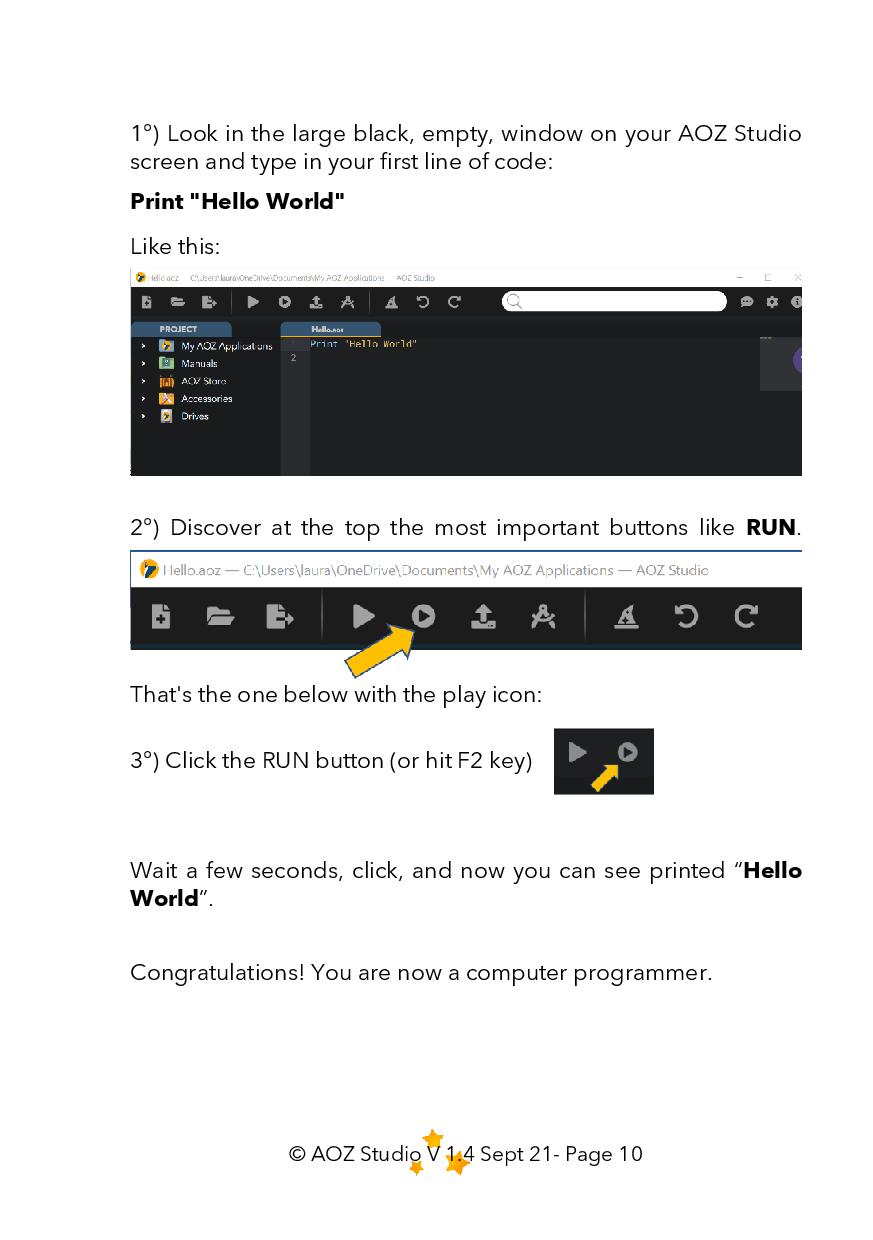 1°) Look in the large black, empty, window on your AOZ Studio
screen and type in your first line of code:
Print "Hello World"
Like this:
Hello.aoz — C:\Users\laura\OneDrive\Documents\My AOZ Applications — AOZ Studio
PROJECT
Hello.aoz
My AOZ Applications
Manuals
AOZ Store
Accessories
Drives
Print "Hello World"
2
2°) Discover at the top the most important buttons like RUN.
Hello.aoz — C:\Users\laura\OneDrive\Documents\My AOZ Applications — AOZ Studio
That's the one below with the play icon:
3°) Click the RUN button (or hit F2 key)
Wait a few seconds, click, and now you can see printed “Hello
World”.
Congratulations! You are now a computer programmer.
© AOZ Studio V 1.4 Sept 21- Page 10